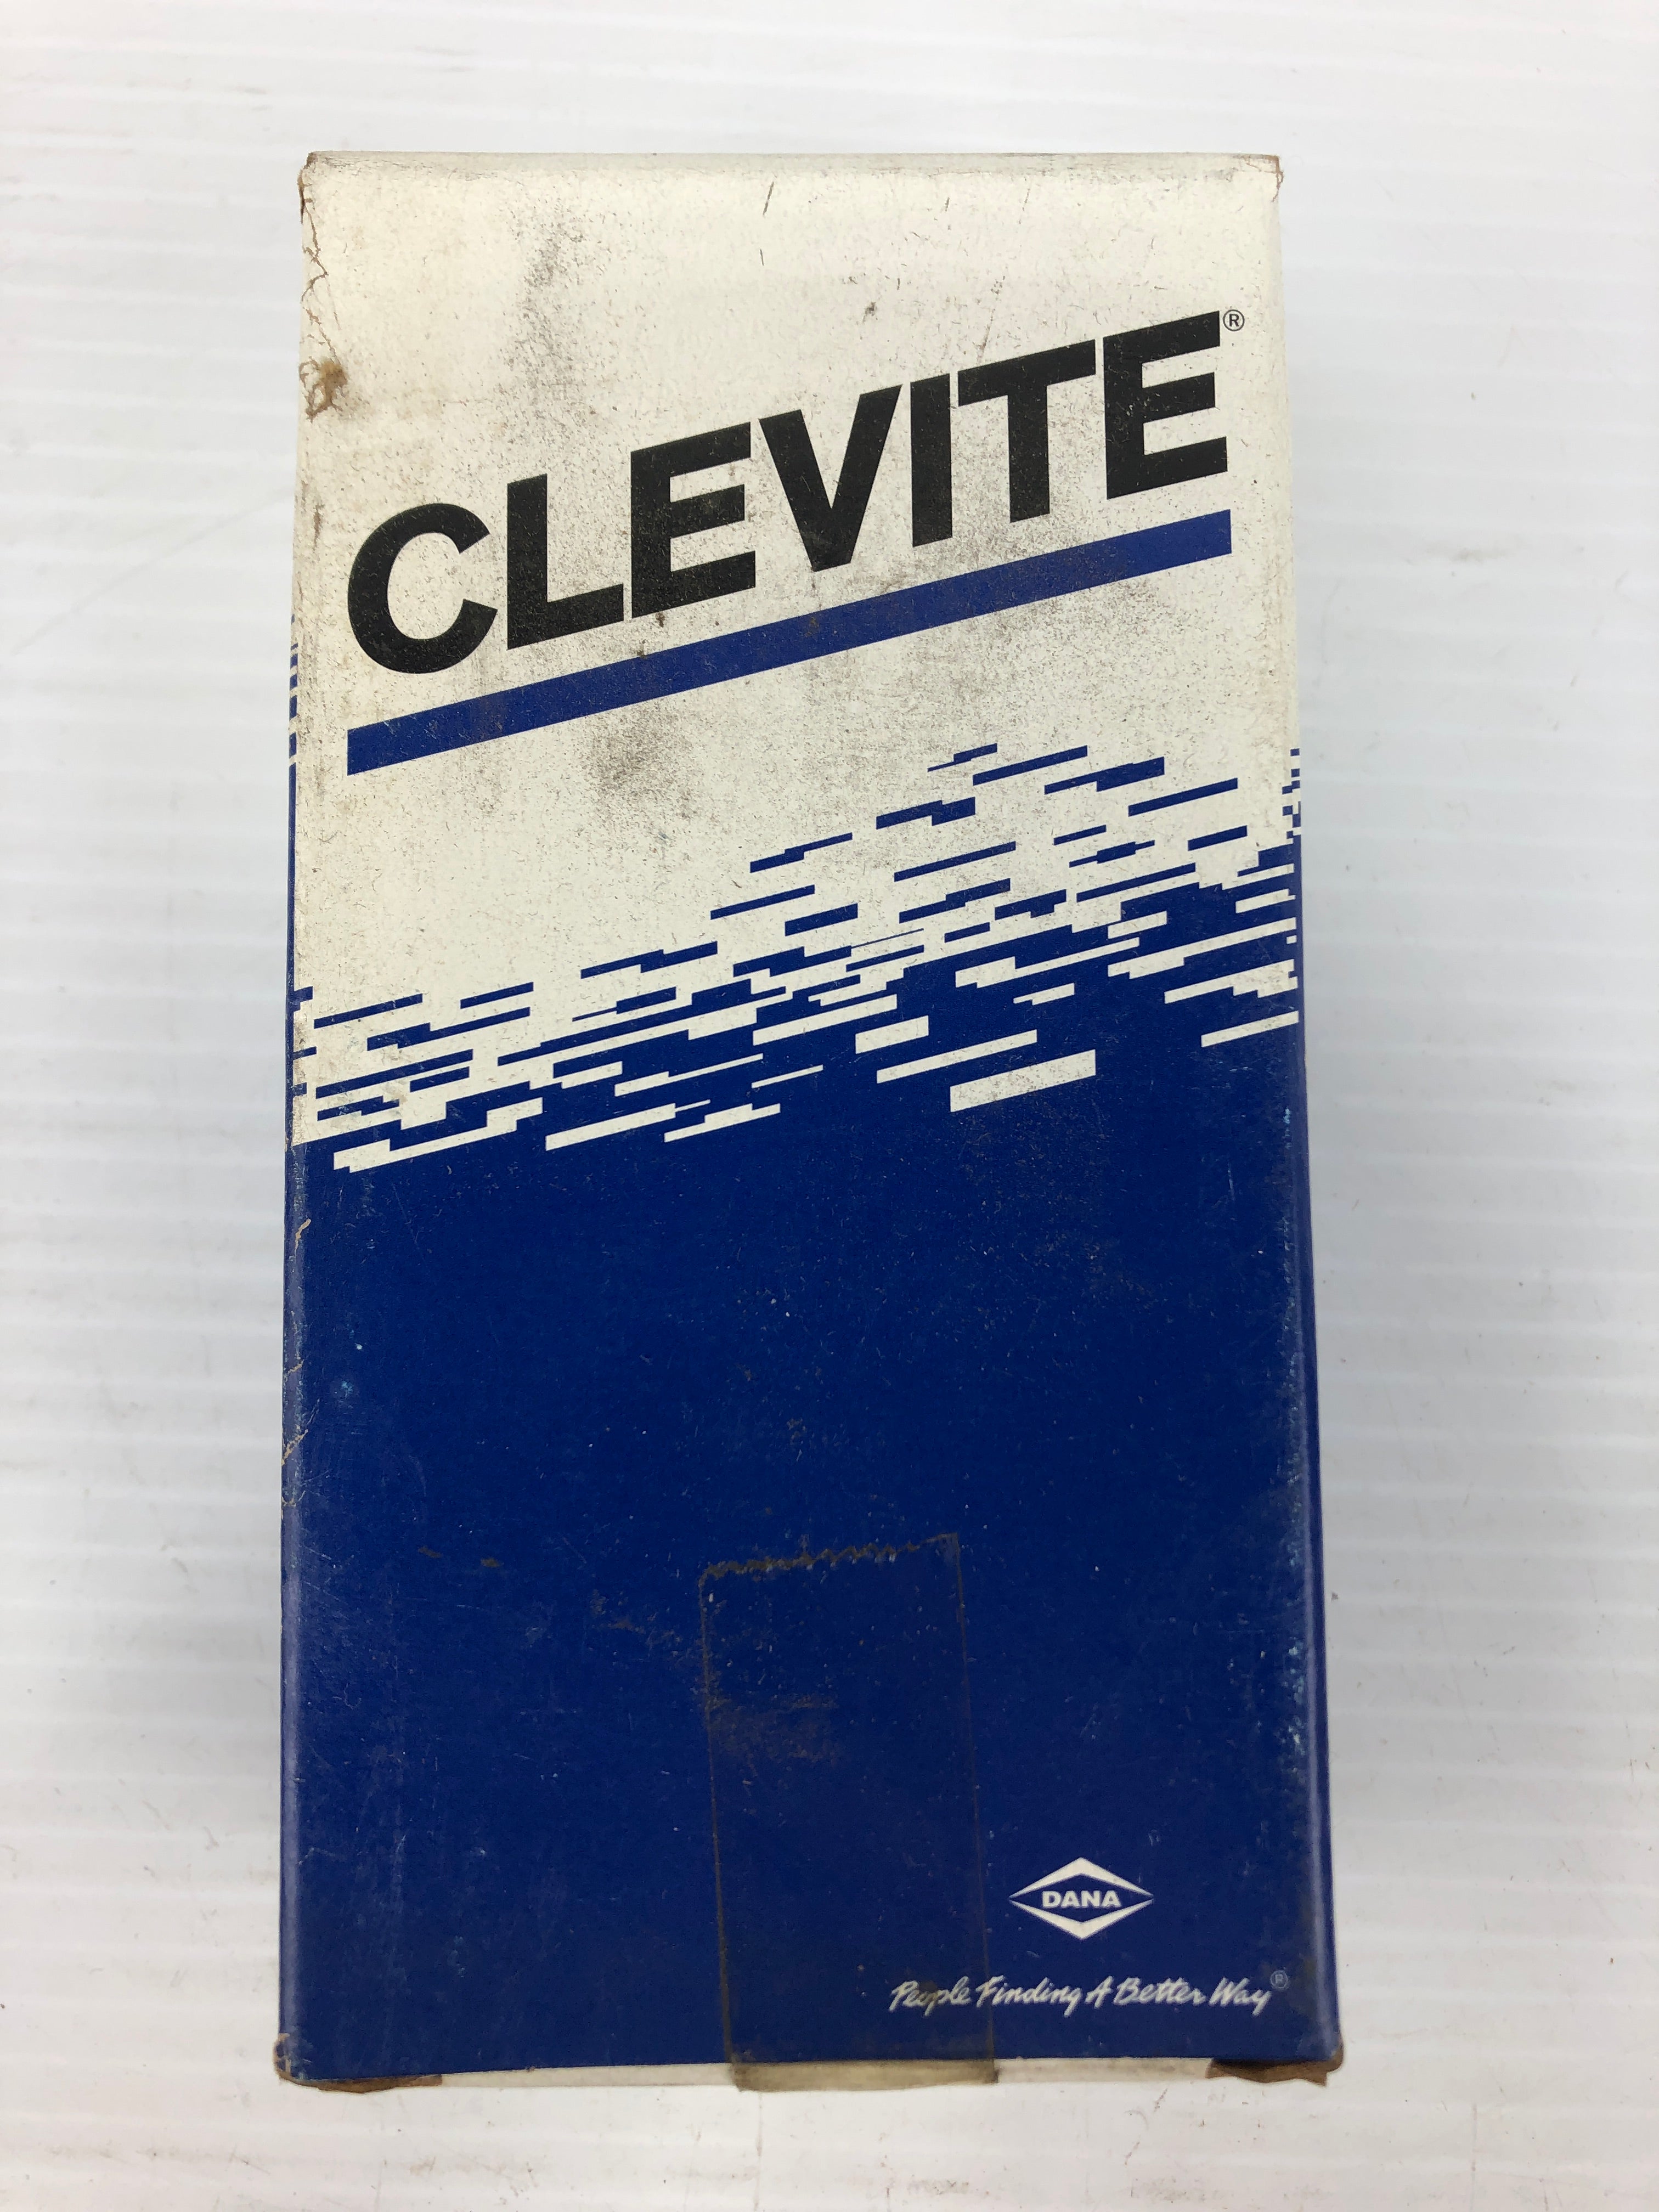 CLEVITE®
DANA
People Finding A Better Way®